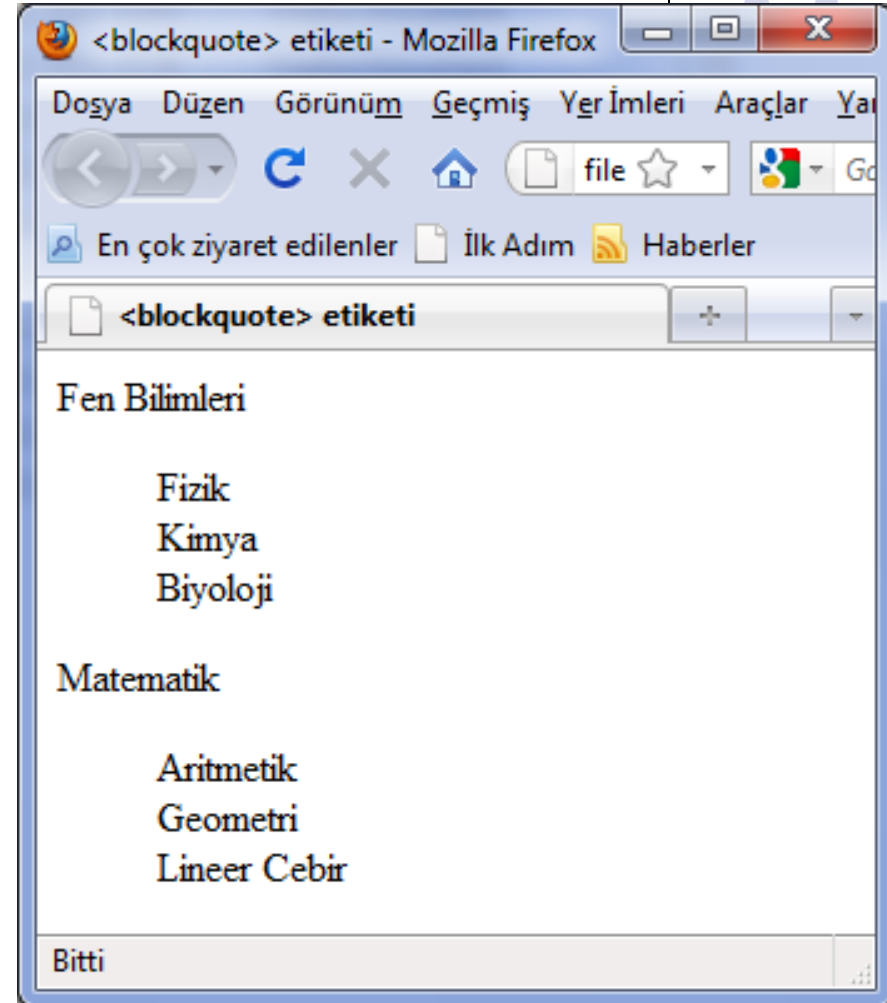 <blockquote> etiketi - Mozilla Firefox
Dosya Düzen Görünüm Geçmiş Yer İmleri Araçlar
file
En çok ziyaret edilenler İlk Adım Haberler
<blockquote> etiketi
Fen Bilimleri
Fizik
Kimya
Biyoloji
Matematik
Aritmetik
Geometri
Lineer Cebir
Bitti